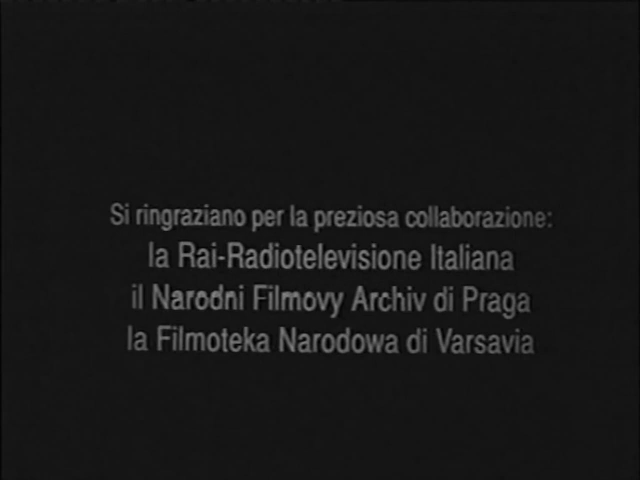 Si ringraziano per la preziosa collaborazione:
la Rai-Radiotelevisione Italiana
il Narodni Filmovy Archiv di Praga
la Filmoteka Narodowa di Varsavia